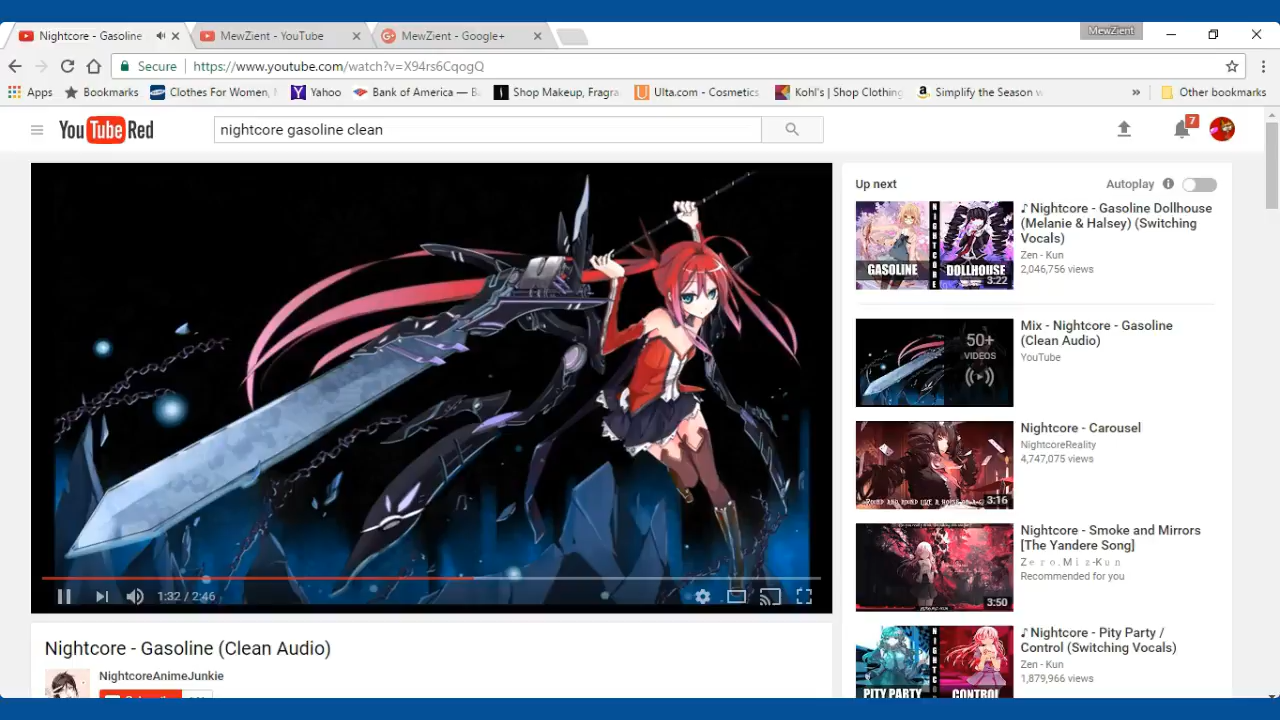 Nightcore - Gasoline
MewZient - YouTube
MewZient - Google+
MewZient
Secure
https://www.youtube.com/watch?v=X94rs6CqogQ
Apps
Bookmarks
Clothes For Women,
Yahoo
Bank of America — B
Shop Makeup, Fragra
Ulta.com - Cosmetics
Kohl's | Shop Clothing
Simplify the Season w
»
Other bookmarks
YouTube Red
nightcore gasoline clean
7
Up next
Autoplay
NIGHTCORE
GASOLINE
DOLLHOUSE
3:22
♪ Nightcore - Gasoline Dollhouse
(Melanie & Halsey) (Switching
Vocals)
Zen - Kun
2,046,756 views
50+
VIDEOS
Mix - Nightcore - Gasoline
(Clean Audio)
YouTube
3:16
Nightcore - Carousel
NightcoreReality
4,747,075 views
3:50
Nightcore - Smoke and Mirrors
[The Yandere Song]
Z e r o . M i z - K u n
Recommended for you
PITY PARTY
CONTROL
♪ Nightcore - Pity Party /
Control (Switching Vocals)
Zen - Kun
1,879,966 views
1:32 / 2:46
Nightcore - Gasoline (Clean Audio)
NightcoreAnimeJunkie